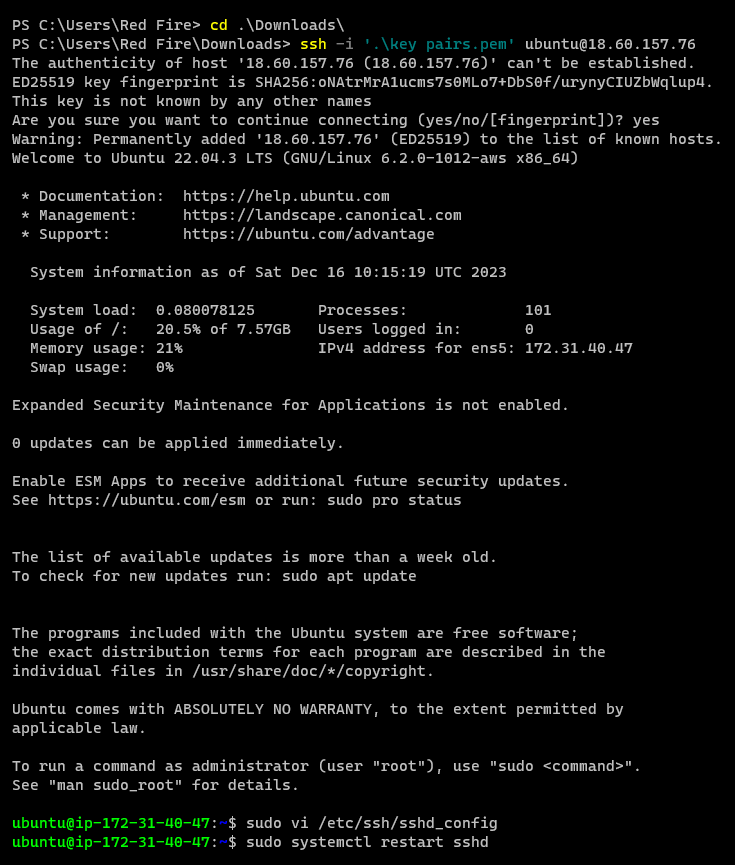 PS C:\Users\Red Fire> cd .\Downloads\
PS C:\Users\Red Fire\Downloads> ssh -i '.\key pairs.pem' ubuntu@18.60.157.76
The authenticity of host '18.60.157.76 (18.60.157.76)' can't be established.
ED25519 key fingerprint is SHA256:oNAtrMrA1ucms7s0MLo7+DbS0f/urynyCIUZbWqlup4.
This key is not known by any other names
Are you sure you want to continue connecting (yes/no/[fingerprint])? yes
Warning: Permanently added '18.60.157.76' (ED25519) to the list of known hosts.
Welcome to Ubuntu 22.04.3 LTS (GNU/Linux 6.2.0-1012-aws x86_64)
* Documentation:  https://help.ubuntu.com
* Management:     https://landscape.canonical.com
* Support:        https://ubuntu.com/advantage
System information as of Sat Dec 16 10:15:19 UTC 2023
System load:  0.080078125       Processes:             101
Usage of /:   20.5% of 7.57GB   Users logged in:       0
Memory usage: 21%               IPv4 address for ens5: 172.31.40.47
Swap usage:   0%
Expanded Security Maintenance for Applications is not enabled.
0 updates can be applied immediately.
Enable ESM Apps to receive additional future security updates.
See https://ubuntu.com/esm or run: sudo pro status
The list of available updates is more than a week old.
To check for new updates run: sudo apt update
The programs included with the Ubuntu system are free software;
the exact distribution terms for each program are described in the
individual files in /usr/share/doc/*/copyright.
Ubuntu comes with ABSOLUTELY NO WARRANTY, to the extent permitted by
applicable law.
To run a command as administrator (user "root"), use "sudo <command>".
See "man sudo_root" for details.
ubuntu@ip-172-31-40-47:~$ sudo vi /etc/ssh/sshd_config
ubuntu@ip-172-31-40-47:~$ sudo systemctl restart sshd